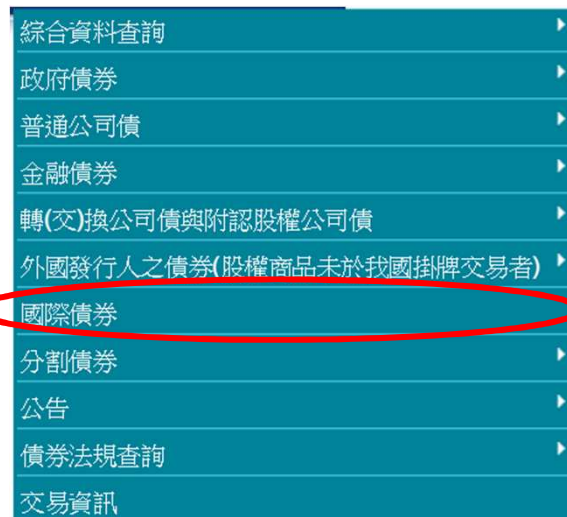 綜合資料查詢
政府債券
普通公司債
金融債券
轉(交)換公司債與附認股權公司債
外國發行人之債券(股權商品未於我國掛牌交易者)
國際債券
分割債券
公告
債券法規查詢
交易資訊